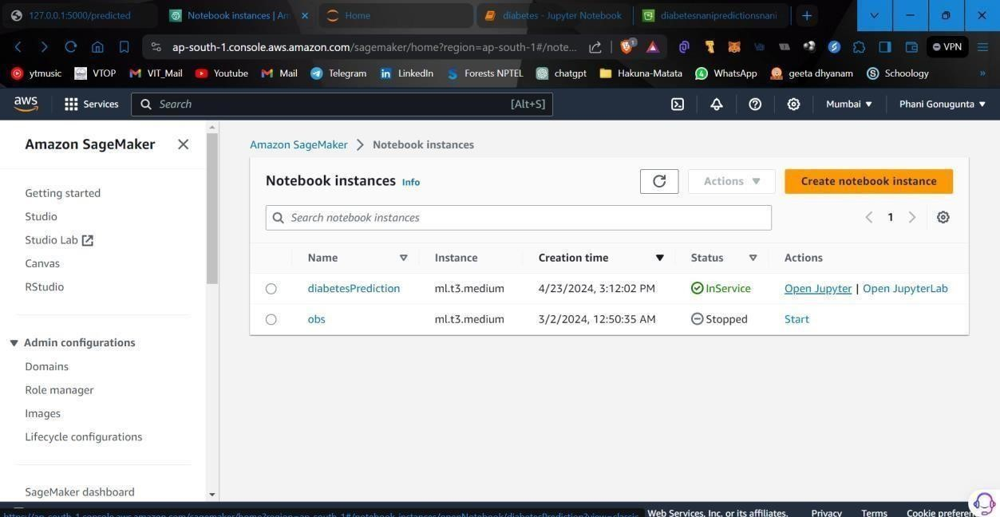 127.0.0.1:5000/predicted Notebook instances | Am Home diabetes - Jupyter Notebook diabetesnanipredictionsnani
ap-south-1.console.aws.amazon.com/sagemaker/home?region=ap-south-1#/note... 1 VPN
ytmusic VTOP VIT_Mail Youtube Mail Telegram LinkedIn Forests NPTEL chatgpt Hakuna-Matata WhatsApp geeta dhyanam Schoology »
aws Services Search [Alt+S] Mumbai Phani Gonugunta
Amazon SageMaker
Getting started
Studio
Studio Lab
Canvas
RStudio
Admin configurations
Domains
Role manager
Images
Lifecycle configurations
SageMaker dashboard
Amazon SageMaker > Notebook instances
Notebook instances Info Actions Create notebook instance
Search notebook instances 1
Name Instance Creation time Status Actions
diabetesPrediction ml.t3.medium 4/23/2024, 3:12:02 PM InService Open Jupyter | Open JupyterLab
obs ml.t3.medium 3/2/2024, 12:50:35 AM Stopped Start
https://ap-south-1.console.aws.amazon.com/sagemaker/home?region=ap-south-1#/notebook-instances/openNotebook/diabetesPrediction?view=classic Web Services, Inc. or its affiliates. Privacy Terms Cookie preferen